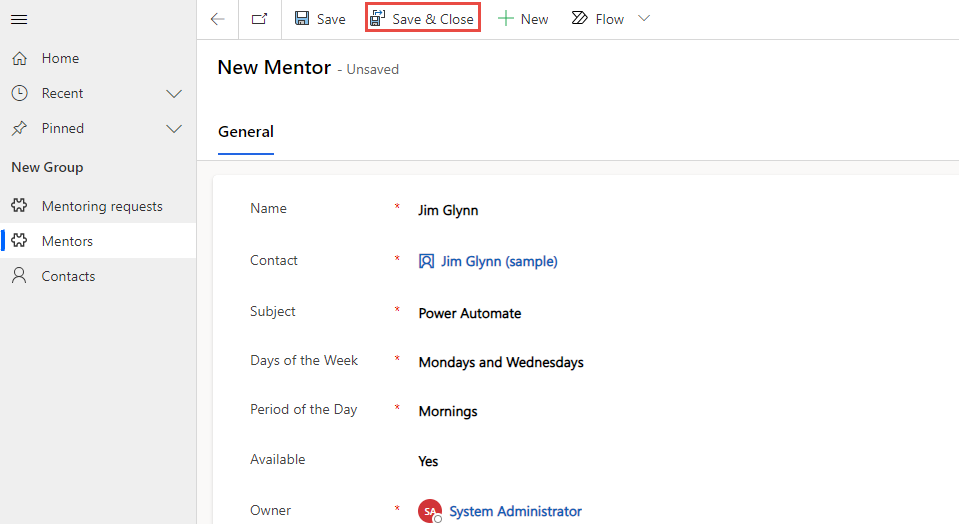 Save
Save & Close
New
Flow
Home
Recent
Pinned
New Group
Mentoring requests
Mentors
Contacts
New Mentor - Unsaved
General
Name * Jim Glynn
Contact * Jim Glynn (sample)
Subject * Power Automate
Days of the Week * Mondays and Wednesdays
Period of the Day * Mornings
Available Yes
Owner * SA System Administrator